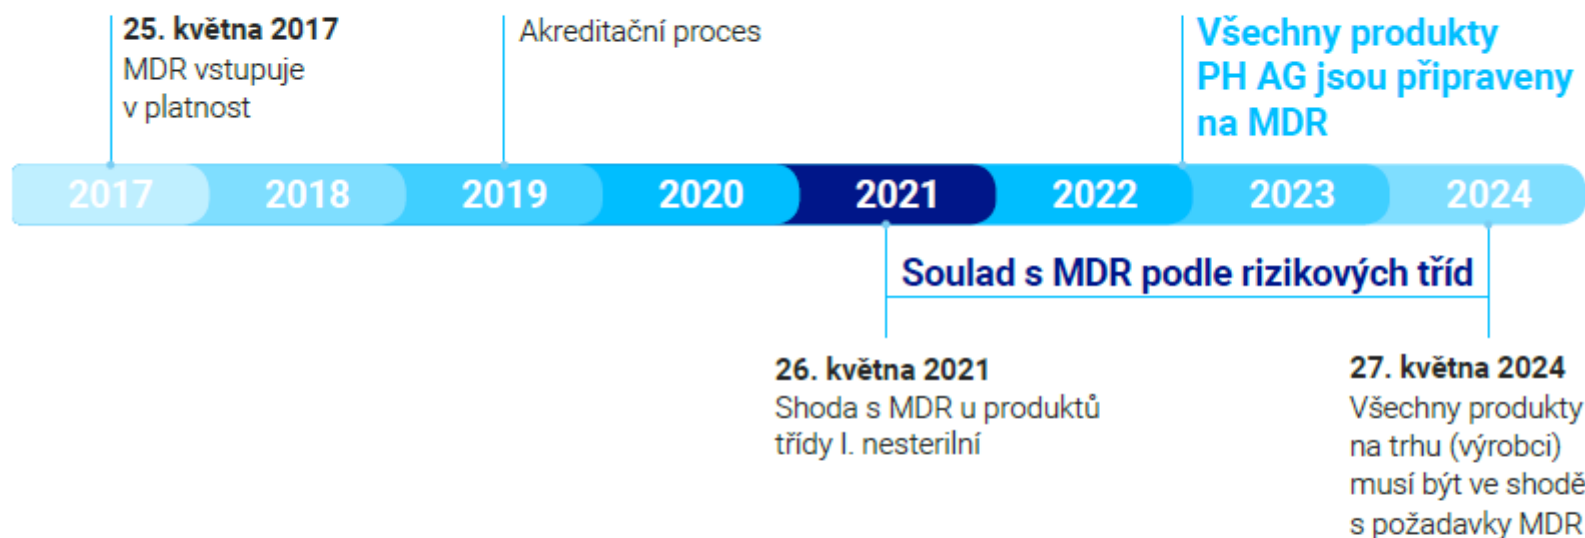 25. května 2017
MDR vstupuje
v platnost
Akreditační proces
Všechny produkty
PH AG jsou připraveny
na MDR
2017 2018 2019 2020 2021 2022 2023 2024
Soulad s MDR podle rizikových tříd
26. května 2021
Shoda s MDR u produktů
třídy I. nesterilní
27. května 2024
Všechny produkty
na trhu (výrobci)
musí být ve shodě
s požadavky MDR